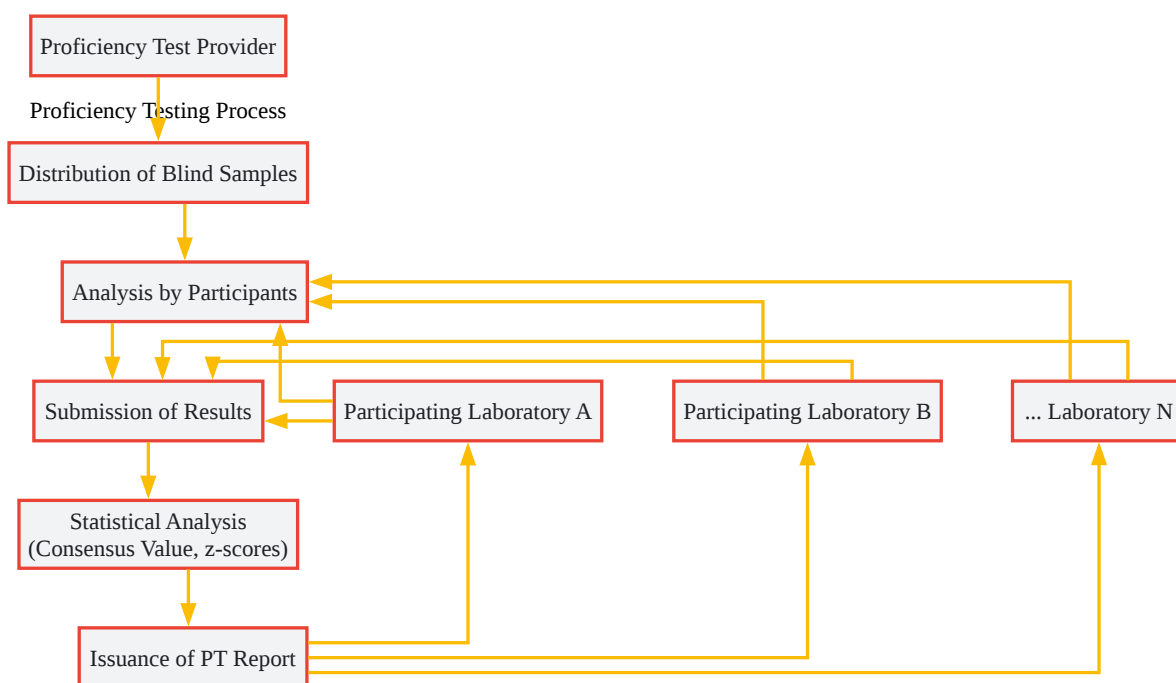 Proficiency Test Provider
Proficiency Testing Process
Distribution of Blind Samples
Analysis by Participants
Submission of Results
Participating Laboratory A
Participating Laboratory B
... Laboratory N
Statistical Analysis
(Consensus Value, z-scores)
Issuance of PT Report